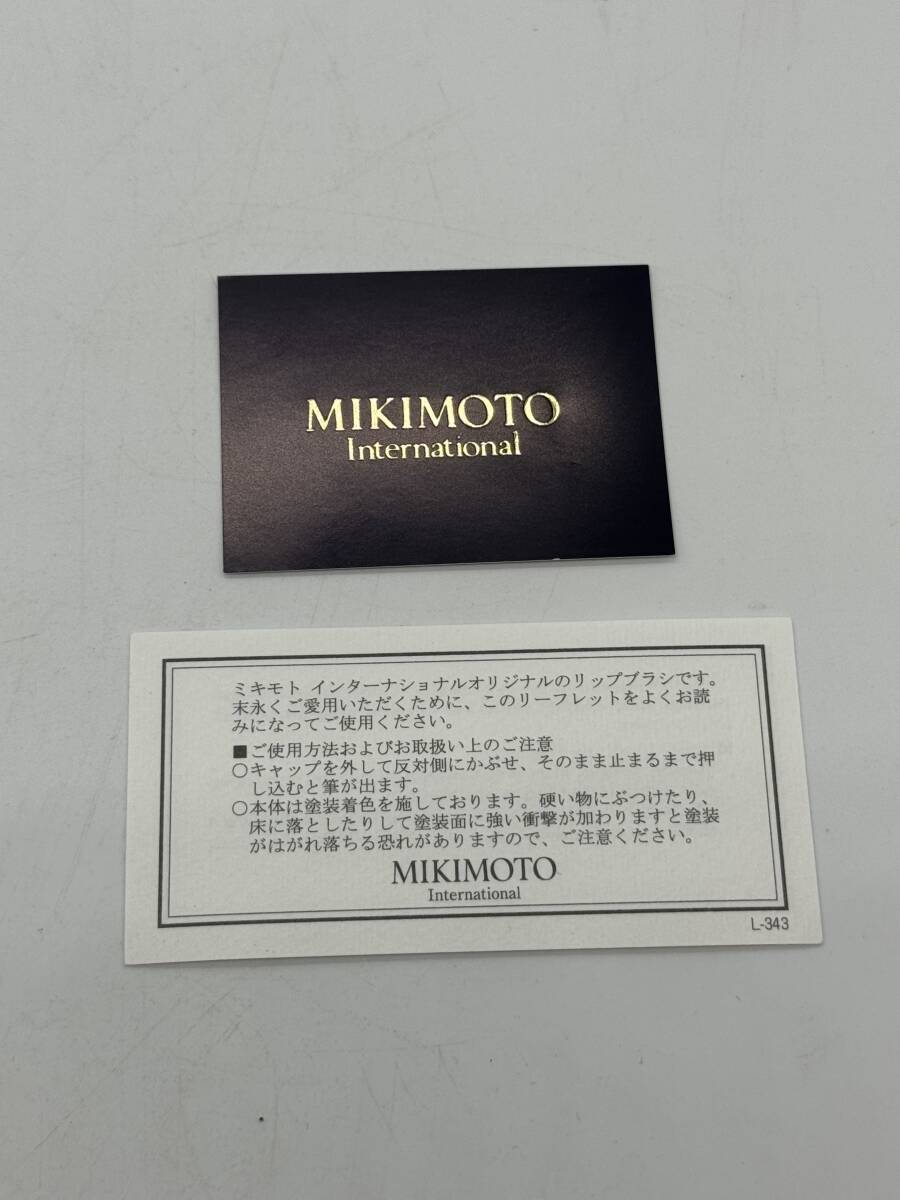 MIKIMOTO
International
ミキモト インターナショナルオリジナルのリップブラシです。
末永くご愛用いただくために、このリーフレットをよくお読
みになってご使用ください。
■ご使用方法およびお取扱い上のご注意
○キャップを外して反対側にかぶせ、そのまま止まるまで押
し込むと筆が出ます。
○本体は塗装着色を施しております。硬い物にぶつけたり、
床に落としたりして塗装面に強い衝撃が加わりますと塗装
がはがれ落ちる恐れがありますので、ご注意ください。
MIKIMOTO
International
L-343